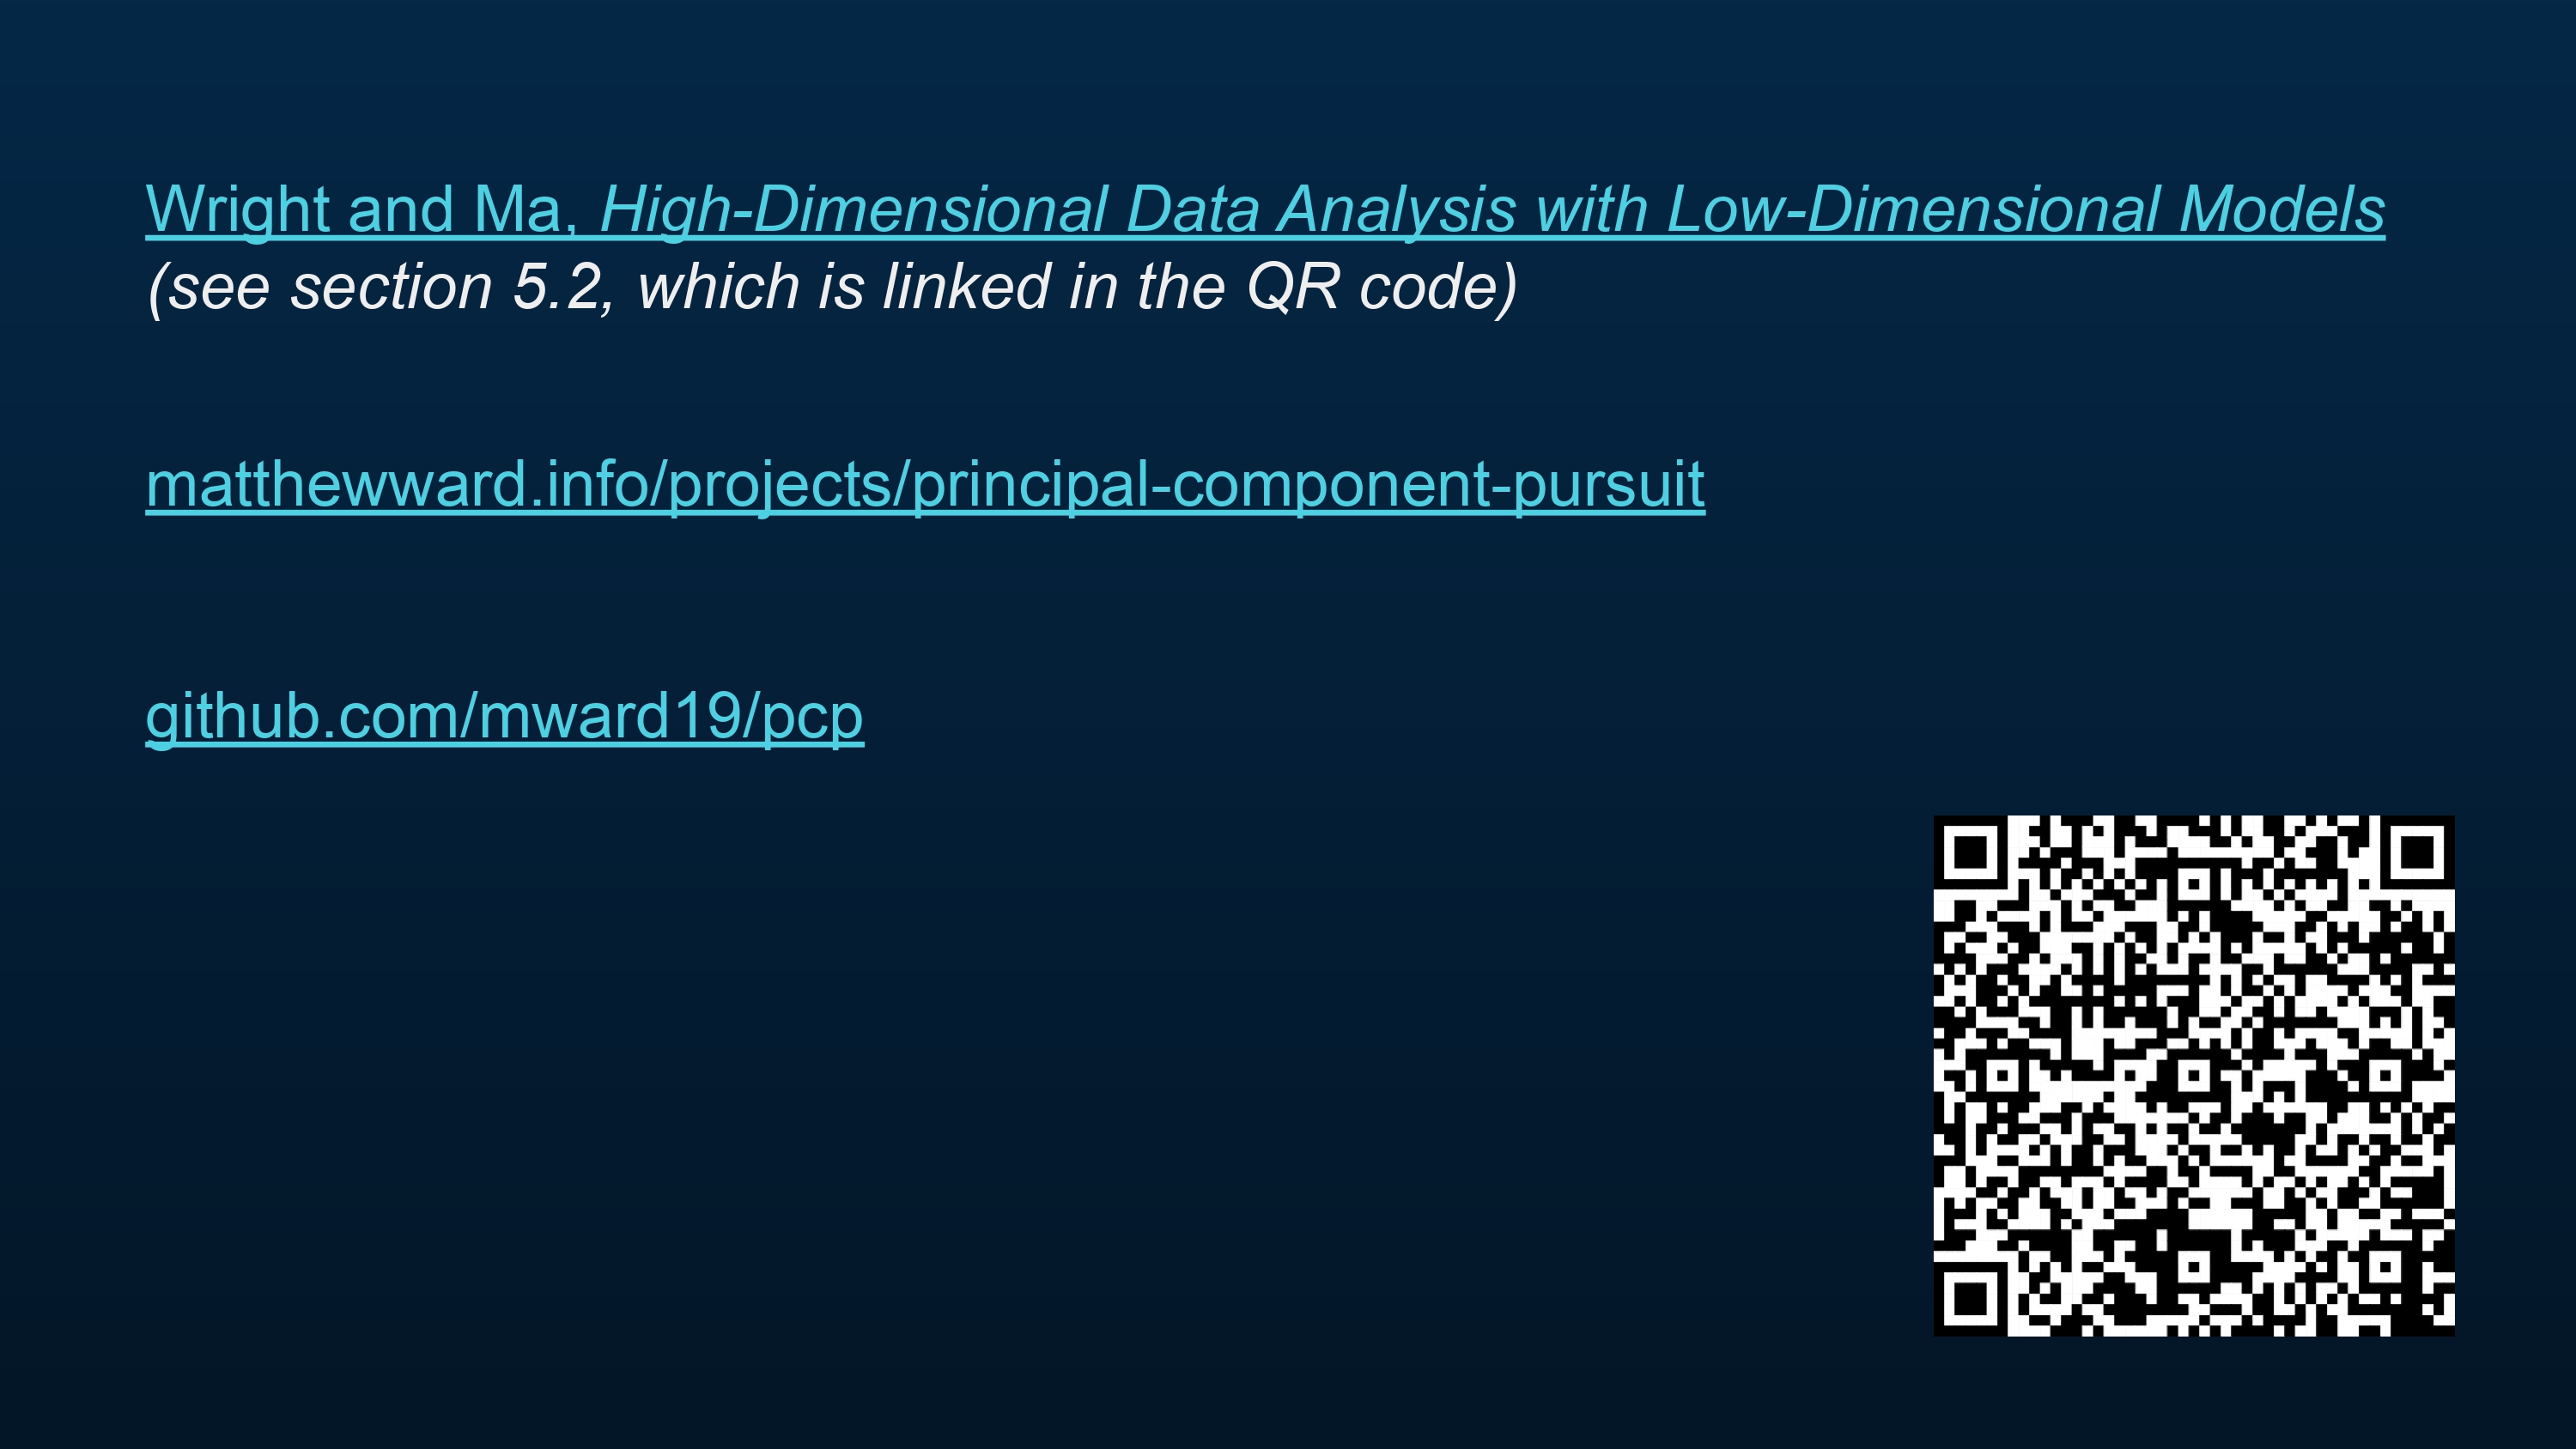 Wright and Ma, High-Dimensional Data Analysis with Low-Dimensional Models
(see section 5.2, which is linked in the QR code)
matthewward.info/projects/principal-component-pursuit
github.com/mward19/pcp